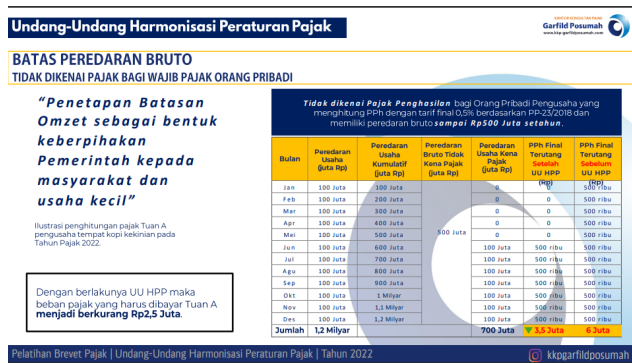 Undang-Undang Harmonisasi Peraturan Pajak
KANTOR KONSULTAN PAJAK
Garfild Posumah
www.kkp-garfildposumah.com
BATAS PEREDARAN BRUTO
TIDAK DIKENAI PAJAK BAGI WAJIB PAJAK ORANG PRIBADI
“Penetapan Batasan
Omzet sebagai bentuk
keberpihakan
Pemerintah kepada
masyarakat dan
usaha kecil”
Ilustrasi penghitungan pajak Tuan A
pengusaha tempat kopi kekinian pada
Tahun Pajak 2022.
Dengan berlakunya UU HPP maka
beban pajak yang harus dibayar Tuan A
menjadi berkurang Rp2,5 Juta.
Tidak dikenai Pajak Penghasilan bagi Orang Pribadi Pengusaha yang
menghitung PPh dengan tarif final 0,5% berdasarkan PP-23/2018 dan
memiliki peredaran bruto sampai Rp500 Juta setahun.
Bulan Peredaran Usaha (juta Rp) Peredaran Usaha Kumulatif (juta Rp) Peredaran Bruto Tidak Kena Pajak (juta Rp) Peredaran Usaha Kena Pajak (juta Rp) PPh Final Terutang Setelah UU HPP (Rp) PPh Final Terutang Sebelum UU HPP (Rp)
Jan 100 Juta 100 Juta 0 0 500 ribu
Feb 100 Juta 200 Juta 0 0 500 ribu
Mar 100 Juta 300 Juta 0 0 500 ribu
Apr 100 Juta 400 Juta 0 0 500 ribu
Mei 100 Juta 500 Juta 500 Juta 0 0 500 ribu
Jun 100 Juta 600 Juta 100 Juta 500 ribu 500 ribu
Jul 100 Juta 700 Juta 100 Juta 500 ribu 500 ribu
Agu 100 Juta 800 Juta 100 Juta 500 ribu 500 ribu
Sep 100 Juta 900 Juta 100 Juta 500 ribu 500 ribu
Okt 100 Juta 1 Milyar 100 Juta 500 ribu 500 ribu
Nov 100 Juta 1,1 Milyar 100 Juta 500 ribu 500 ribu
Des 100 Juta 1,2 Milyar 100 Juta 500 ribu 500 ribu
Jumlah 1,2 Milyar 700 Juta 3,5 Juta 6 Juta
Pelatihan Brevet Pajak | Undang-Undang Harmonisasi Peraturan Pajak | Tahun 2022
kkpgarfildposumah